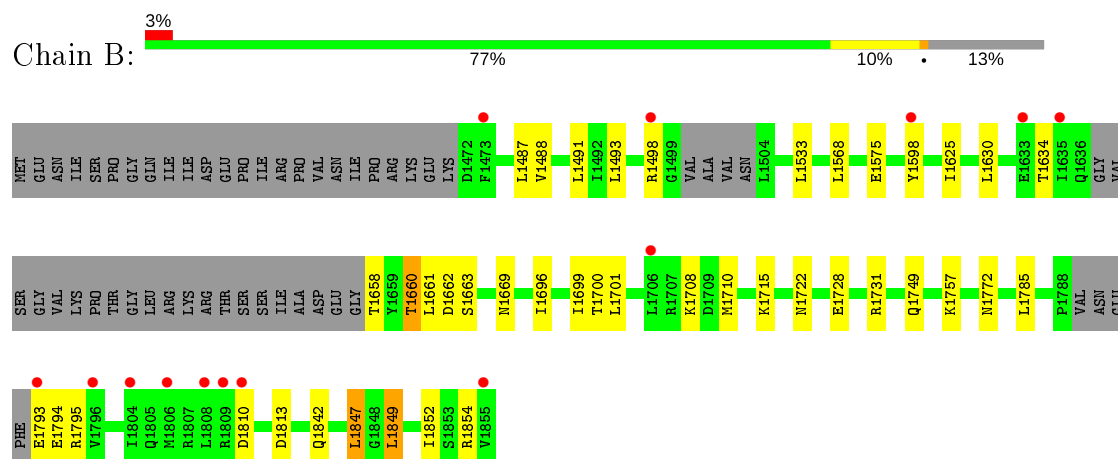 3%
Chain B:
77% 10% • 13%
MET GLU ASN ILE SER PRO GLY GLN ILE ILE ASP GLU PRO ILE ARG PRO VAL ASN ILE PRO ARG LYS GLU LYS D1472 F1473 L1487 V1488 L1491 I1492 L1493 R1498 G1499 VAL ALA VAL ASN L1504 L1533 L1568 E1575 Y1598 I1625 L1630 E1633 T1634 I1635 Q1636 GLY VAL
SER GLY VAL LYS PRO THR GLY LEU ARG LYS ARG THR SER SER ILE ALA ASP GLU GLY T1658 Y1659 T1660 L1661 D1662 S1663 N1669 I1696 I1699 T1700 L1701 L1706 R1707 K1708 D1709 M1710 K1715 N1722 E1728 R1731 Q1749 K1757 N1772 L1785 P1788 VAL ASN GLU
PHE E1793 E1794 R1795 V1796 I1804 Q1805 M1806 R1807 L1808 R1809 D1810 D1813 Q1842 L1847 G1848 L1849 I1852 S1853 R1854 V1855